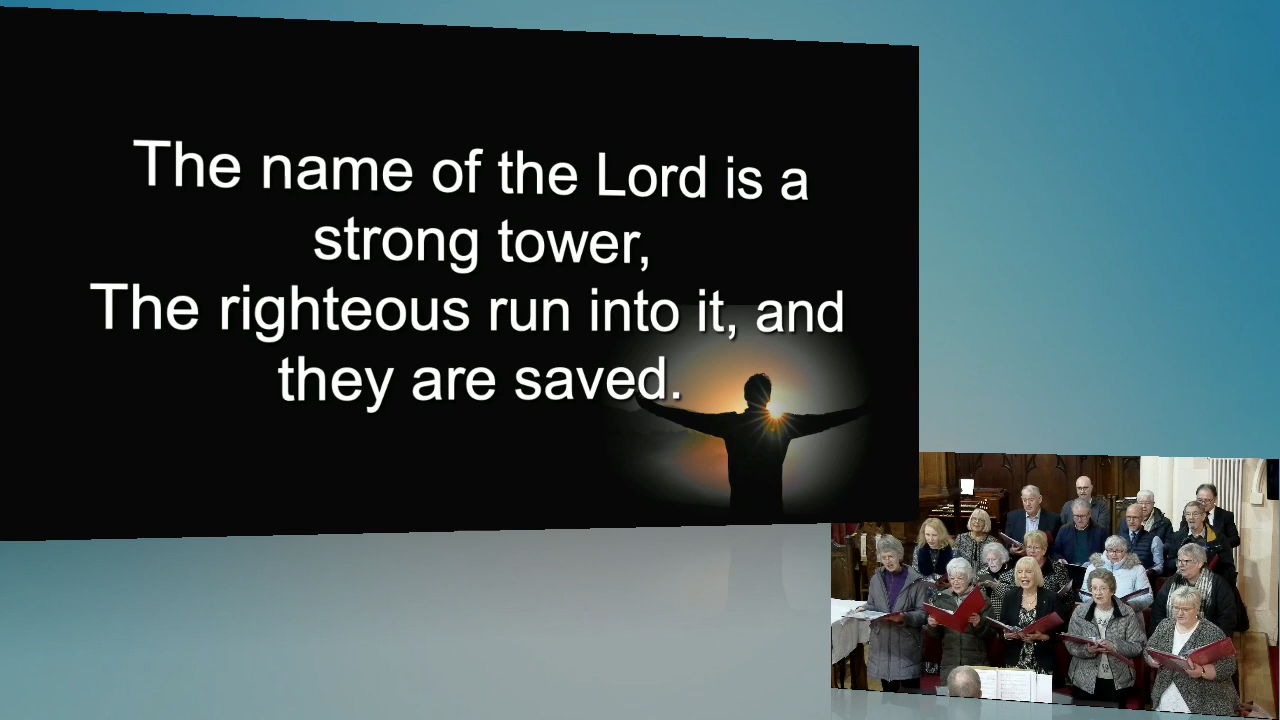 The name of the Lord is a
strong tower,
The righteous run into it, and
they are saved.